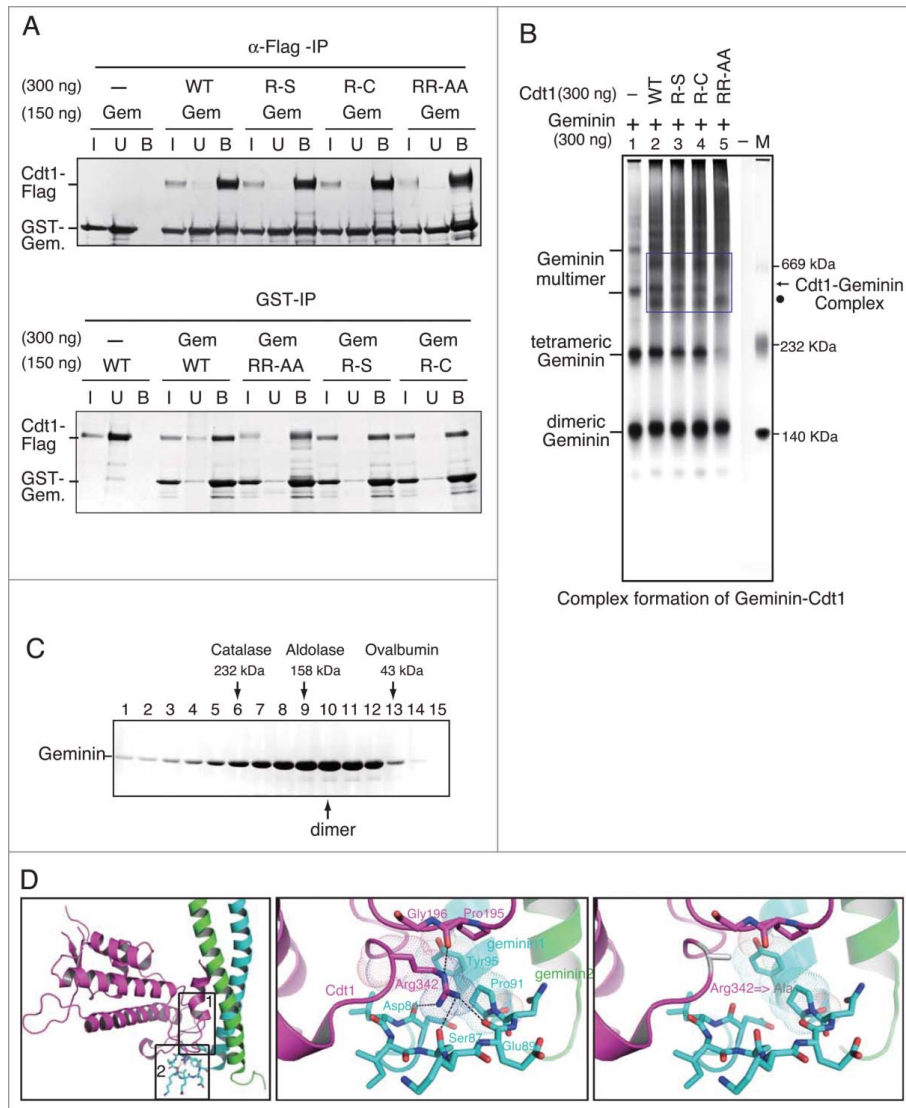 A
α-Flag -IP
(300 ng) — WT R-S R-C RR-AA
(150 ng) Gem Gem Gem Gem Gem
I U B I U B I U B I U B I U B
Cdt1-
Flag
GST-
Gem.
GST-IP
(300 ng) — Gem Gem Gem Gem
(150 ng) WT WT RR-AA R-S R-C
I U B I U B I U B I U B I U B
Cdt1-
Flag
GST-
Gem.
B
Cdt1(300 ng) – WT R-S R-C RR-AA
Geminin + + + + +
(300 ng) 1 2 3 4 5 – M
Geminin
multimer
669 kDa
Cdt1-Geminin
Complex
tetrameric
Geminin
232 KDa
dimeric
Geminin
140 KDa
Complex formation of Geminin-Cdt1
C
Catalase Aldolase Ovalbumin
232 kDa 158 kDa 43 kDa
1 2 3 4 5 6 7 8 9 10 11 12 13 14 15
Geminin
dimer
D
1
2
Gly196 Pro195
geminin1
Tyr95
geminin2
Arg342
Pro91
Cdt1
Ser87
Glu89
Arg342=> Ala